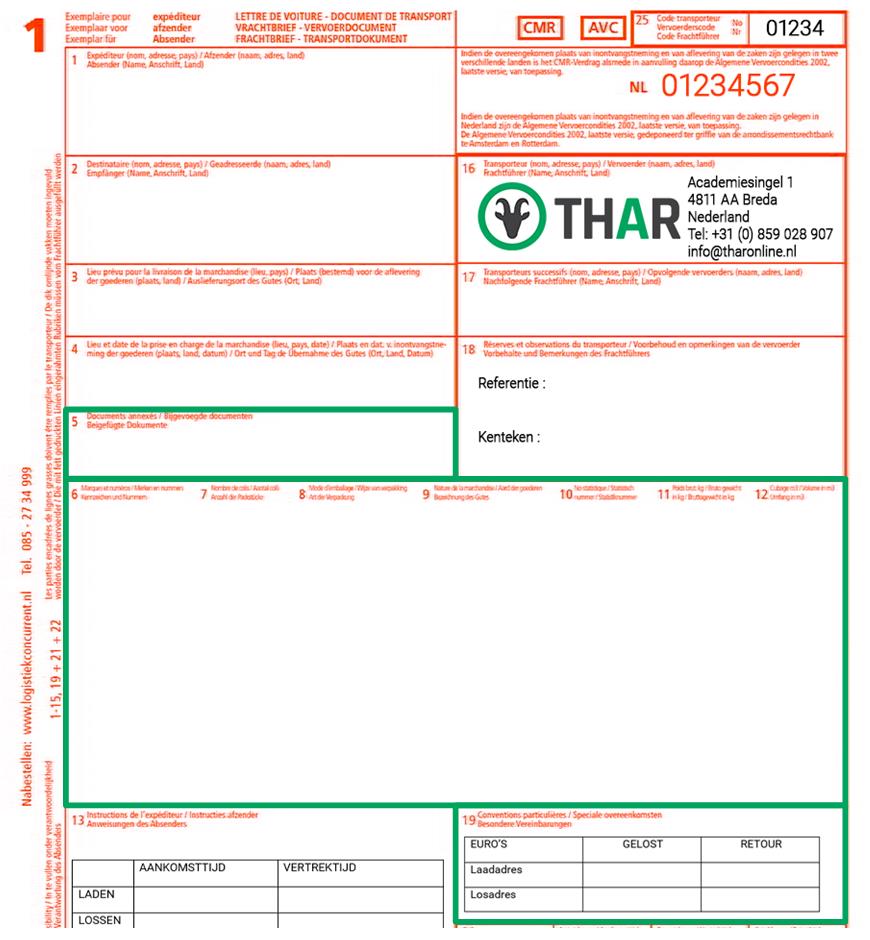 1
Exemplaire pour expéditeur LETTRE DE VOITURE - DOCUMENT DE TRANSPORT
Exemplaar voor afzender VRACHTBRIEF - VERVOERDOCUMENT
Exemplar für Absender FRACHTBRIEF - TRANSPORTDOKUMENT
CMR AVC
25 Code transporteur
Vervoerderscode No
Code Frachtführer Nr
01234
1 Expéditeur (nom, adresse, pays) / Afzender (naam, adres, land)
Absender (Name, Anschrift, Land)
Indien de overeengekomen plaats van inontvangstneming en van aflevering van de zaken zijn gelegen in twee
verschillende landen is het CMR-Verdrag alsmede in aanvulling daarop de Algemene Vervoercondities 2002,
laatste versie, van toepassing.
NL 01234567
Indien de overeengekomen plaats van inontvangstneming en van aflevering van de zaken zijn gelegen in
Nederland zijn de Algemene Vervoercondities 2002, laatste versie, van toepassing.
De Algemene Vervoercondities 2002, laatste versie, gedeponeerd ter griffie van de arrondissementsrechtbank
te Amsterdam en Rotterdam.
2 Destinataire (nom, adresse, pays) / Geadresseerde (naam, adres, land)
Empfänger (Name, Anschrift, Land)
16 Transporteur (nom, adresse, pays) / Vervoerder (naam, adres, land)
Frachtführer (Name, Anschrift, Land)
THAR
Academiesingel 1
4811 AA Breda
Nederland
Tel: +31 (0) 859 028 907
info@tharonline.nl
3 Lieu prévu pour la livraison de la marchandise (lieu, pays) / Plaats (bestemd) voor de aflevering
der goederen (plaats, land) / Auslieferungsort des Gutes (Ort, Land)
17 Transporteurs successifs (nom, adresse, pays) / Opvolgende vervoerders (naam, adres, land)
Nachfolgende Frachtführer (Name, Anschrift, Land)
4 Lieu et date de la prise en charge de la marchandise (lieu, pays, date) / Plaats en dat. v. inontvangstne-
ming der goederen (plaats, land, datum) / Ort und Tag de Übernahme des Gutes (Ort, Land, Datum)
18 Réserves et observations du transporteur / Voorbehoud en opmerkingen van de vervoerder
Vorbehalte und Bemerkungen des Frachtführers
Referentie :
Kenteken :
5 Documents annexés / Bijgevoegde documenten
Beigefügte Dokumente
6 Marques et numéros / Merken en nummers
Kennzeichen und Nummern
7 Nombre de colis / Aantal colli
Anzahl der Packstücke
8 Mode d'emballage / Wijze van verpakking
Art der Verpackung
9 Nature de la marchandise / Aard der goederen
Bezeichnung des Gutes
10 No statistique / Statistisch
nummer / Statistiknummer
11 Poids brut, kg / Bruto gewicht
in kg / Bruttogewicht in kg
12 Cubage m3 / Volume in m3
Umfang in m3
13 Instructions de l'expéditeur / Instructies afzender
Anweisungen des Absenders
AANKOMSTTIJD VERTREKTIJD
LADEN
LOSSEN
19 Conventions particulières / Speciale overeenkomsten
Besondere Vereinbarungen
EURO'S GELOST RETOUR
Laadadres
Losadres
Nabestellen: www.logistiekconcurrent.nl Tel. 085 - 27 34 999
1-15, 19 + 21 + 22
Les parties encadrées de lignes grasses doivent être remplies par le transporteur / De dik omlijnde vakken moeten ingevuld
worden door de vervoerder / Die mit fett gedruckten Linien eingerahmten Rubriken müssen vom Frachtführer ausgefüllt werden
/ In te vullen onder verantwoordelijkheid
Verantwortung des Absenders